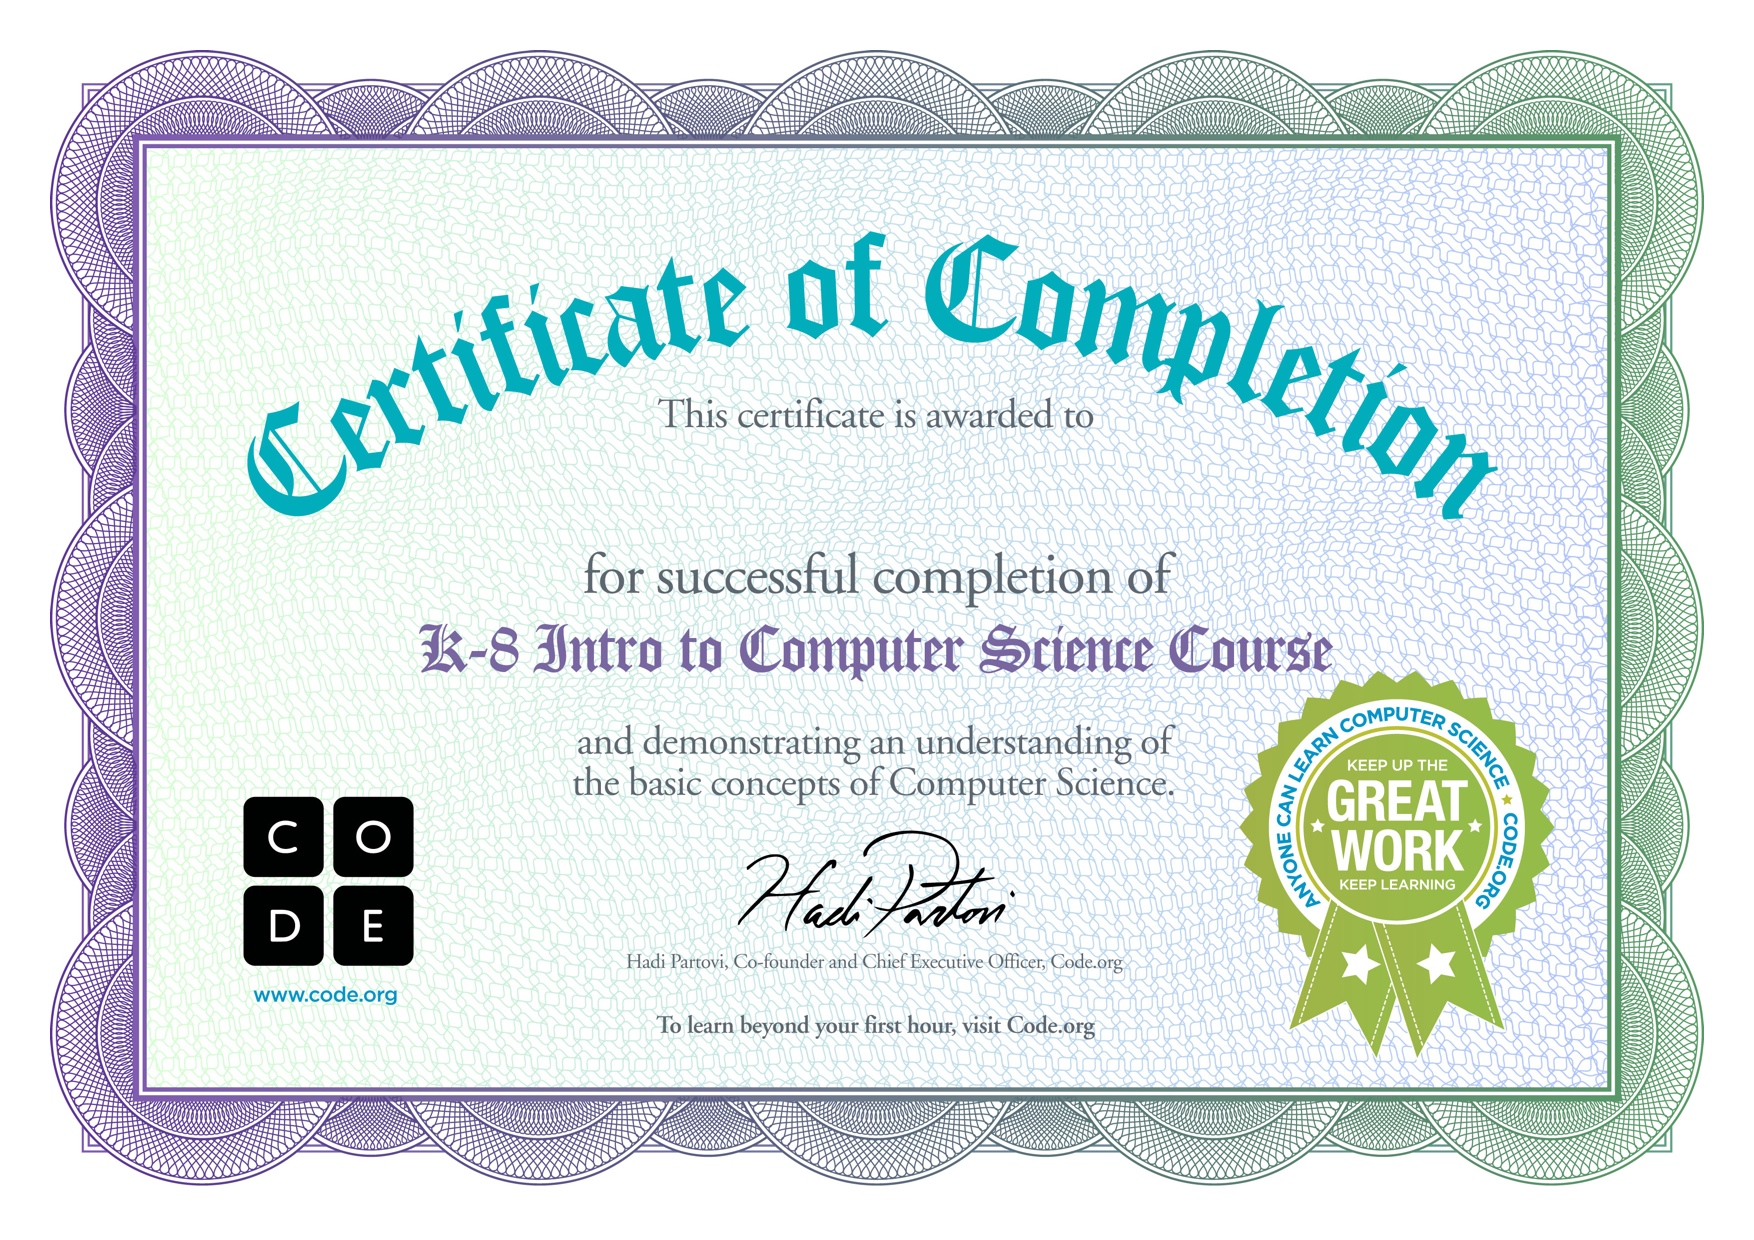 Certificate of Completion
This certificate is awarded to
for successful completion of
K-8 Intro to Computer Science Course
and demonstrating an understanding of
the basic concepts of Computer Science.
C O
D E
www.code.org
Hadi Partovi
Hadi Partovi, Co-founder and Chief Executive Officer, Code.org
To learn beyond your first hour, visit Code.org
ANYONE CAN LEARN COMPUTER SCIENCE ★ CODE.ORG
KEEP UP THE
GREAT
WORK
KEEP LEARNING